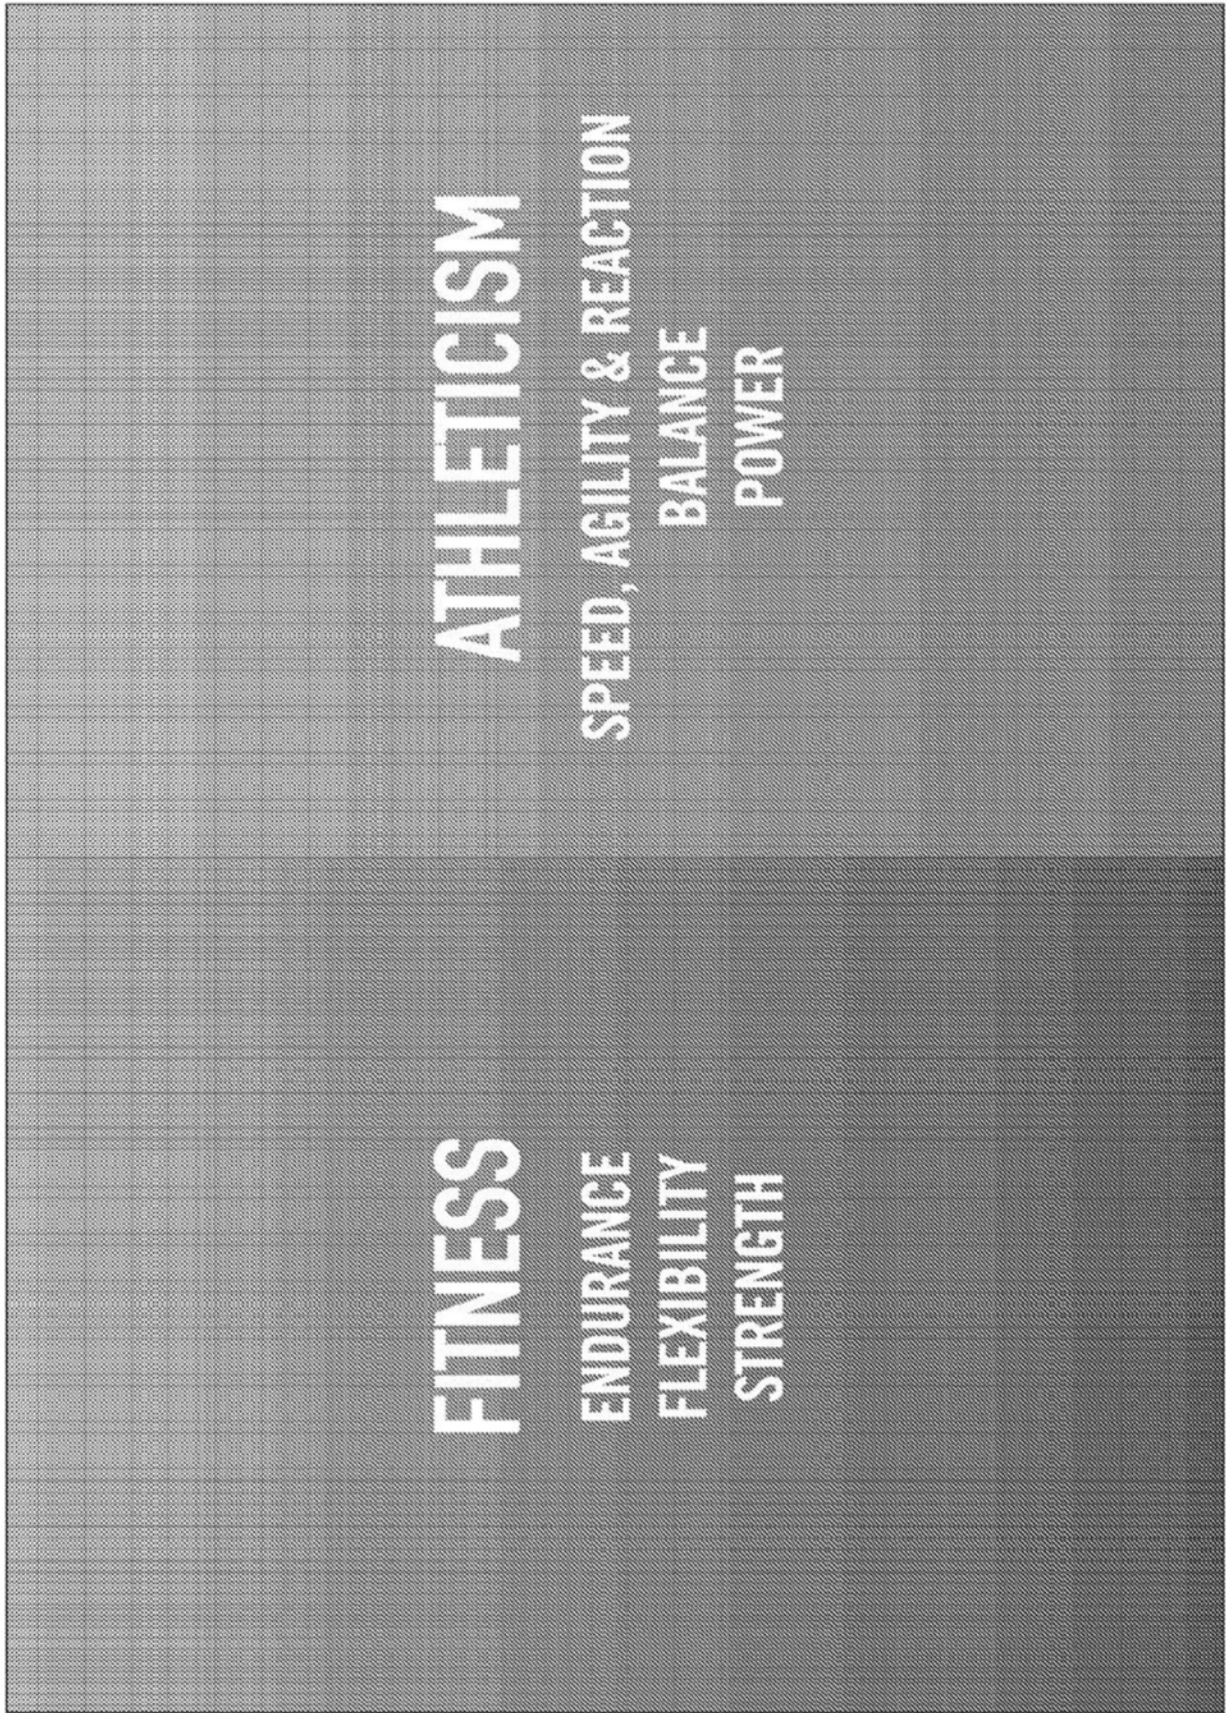 FITNESS
ENDURANCE
FLEXIBILITY
STRENGTH
ATHLETICISM
SPEED, AGILITY & REACTION
BALANCE
POWER